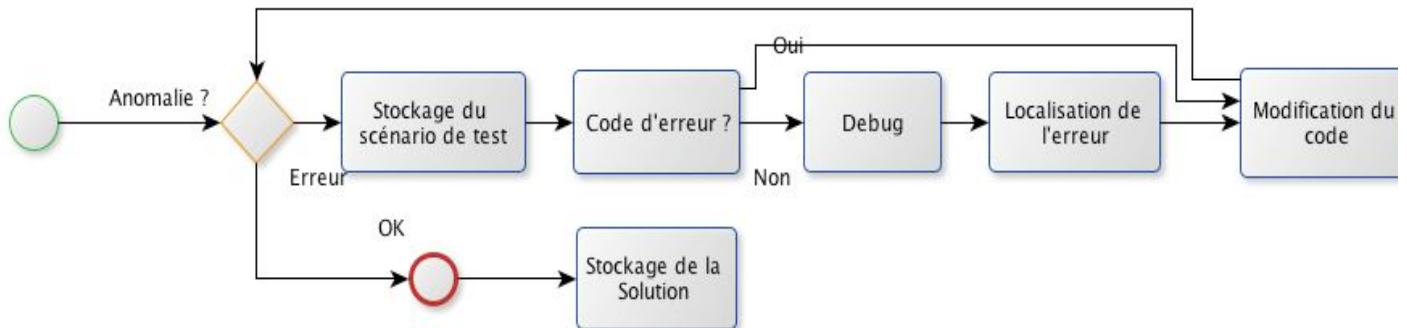 Oui
Anomalie ?
Stockage du
scénario de test
Code d'erreur ?
Debug
Localisation de
l'erreur
Modification du
code
Erreur
Non
OK
Stockage de la
Solution